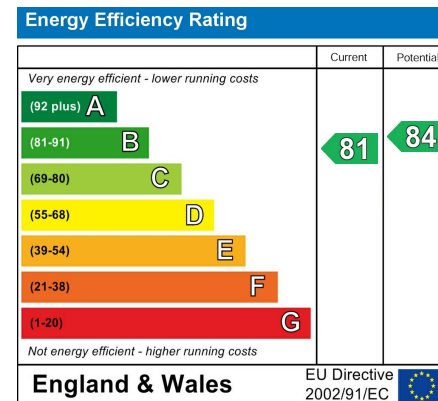 Energy Efficiency Rating
Current Potential
Very energy efficient - lower running costs
(92 plus) A
(81-91) B
(69-80) C
(55-68) D
(39-54) E
(21-38) F
(1-20) G
81
84
Not energy efficient - higher running costs
England & Wales
EU Directive
2002/91/EC